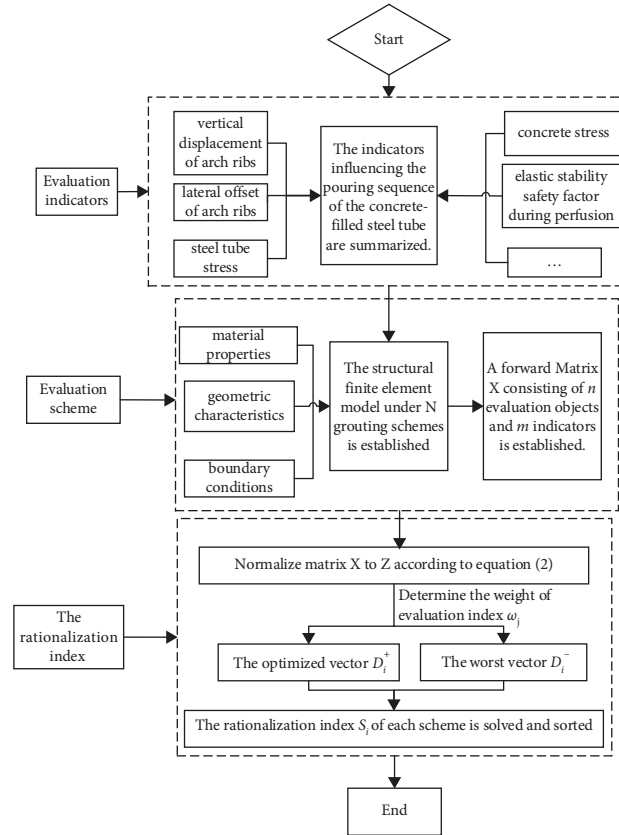 Start
Evaluation
indicators
vertical
displacement
of arch ribs
lateral offset
of arch ribs
steel tube
stress
The indicators
influencing the
pouring sequence
of the concrete-
filled steel tube
are summarized.
concrete stress
elastic stability
safety factor
during perfusion
...
Evaluation
scheme
material
properties
geometric
characteristics
boundary
conditions
The structural
finite element
model under N
grouting schemes
is established
A forward Matrix
X consisting of n
evaluation objects
and m indicators
is established.
The
rationalization
index
Normalize matrix X to Z according to equation (2)
Determine the weight of
evaluation index ωj
The optimized vector Di+
The worst vector Di−
The rationalization index Si of each scheme is solved and sorted
End